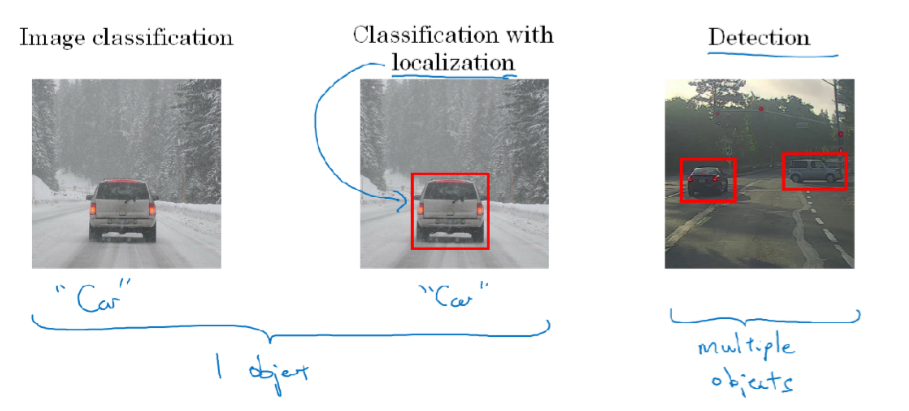 Image classification
Classification with
localization
Detection
"Car"
"Car"
1 object
multiple
objects